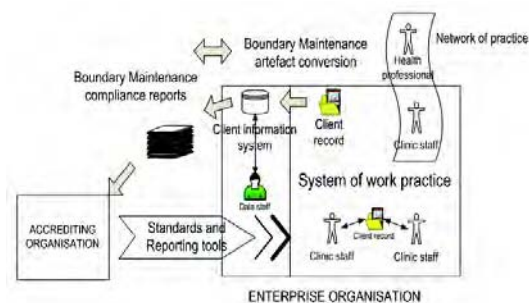 Network of practice
Health
professional
Boundary Maintenance
artefact conversion
Boundary Maintenance
compliance reports
Client information
system
Client
record
Clinic staff
System of work practice
Data staff
ACCREDITING
ORGANISATION
Standards and
Reporting tools
Client record
Clinic staff
Clinic staff
ENTERPRISE ORGANISATION